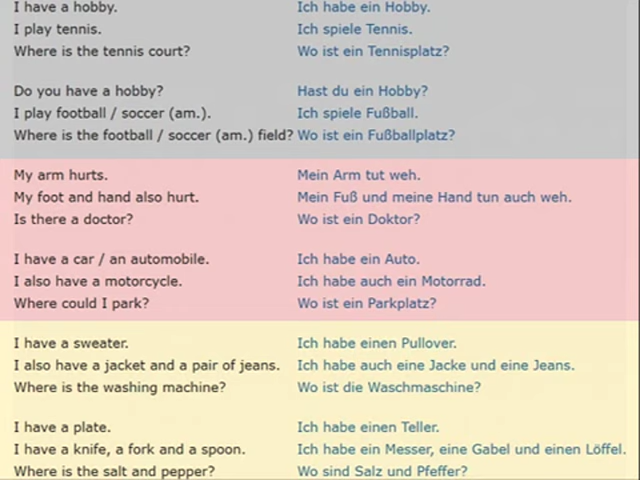 I have a hobby. Ich habe ein Hobby.
I play tennis. Ich spiele Tennis.
Where is the tennis court? Wo ist ein Tennisplatz?
Do you have a hobby? Hast du ein Hobby?
I play football / soccer (am.). Ich spiele Fußball.
Where is the football / soccer (am.) field? Wo ist ein Fußballplatz?
My arm hurts. Mein Arm tut weh.
My foot and hand also hurt. Mein Fuß und meine Hand tun auch weh.
Is there a doctor? Wo ist ein Doktor?
I have a car / an automobile. Ich habe ein Auto.
I also have a motorcycle. Ich habe auch ein Motorrad.
Where could I park? Wo ist ein Parkplatz?
I have a sweater. Ich habe einen Pullover.
I also have a jacket and a pair of jeans. Ich habe auch eine Jacke und eine Jeans.
Where is the washing machine? Wo ist die Waschmaschine?
I have a plate. Ich habe einen Teller.
I have a knife, a fork and a spoon. Ich habe ein Messer, eine Gabel und einen Löffel.
Where is the salt and pepper? Wo sind Salz und Pfeffer?